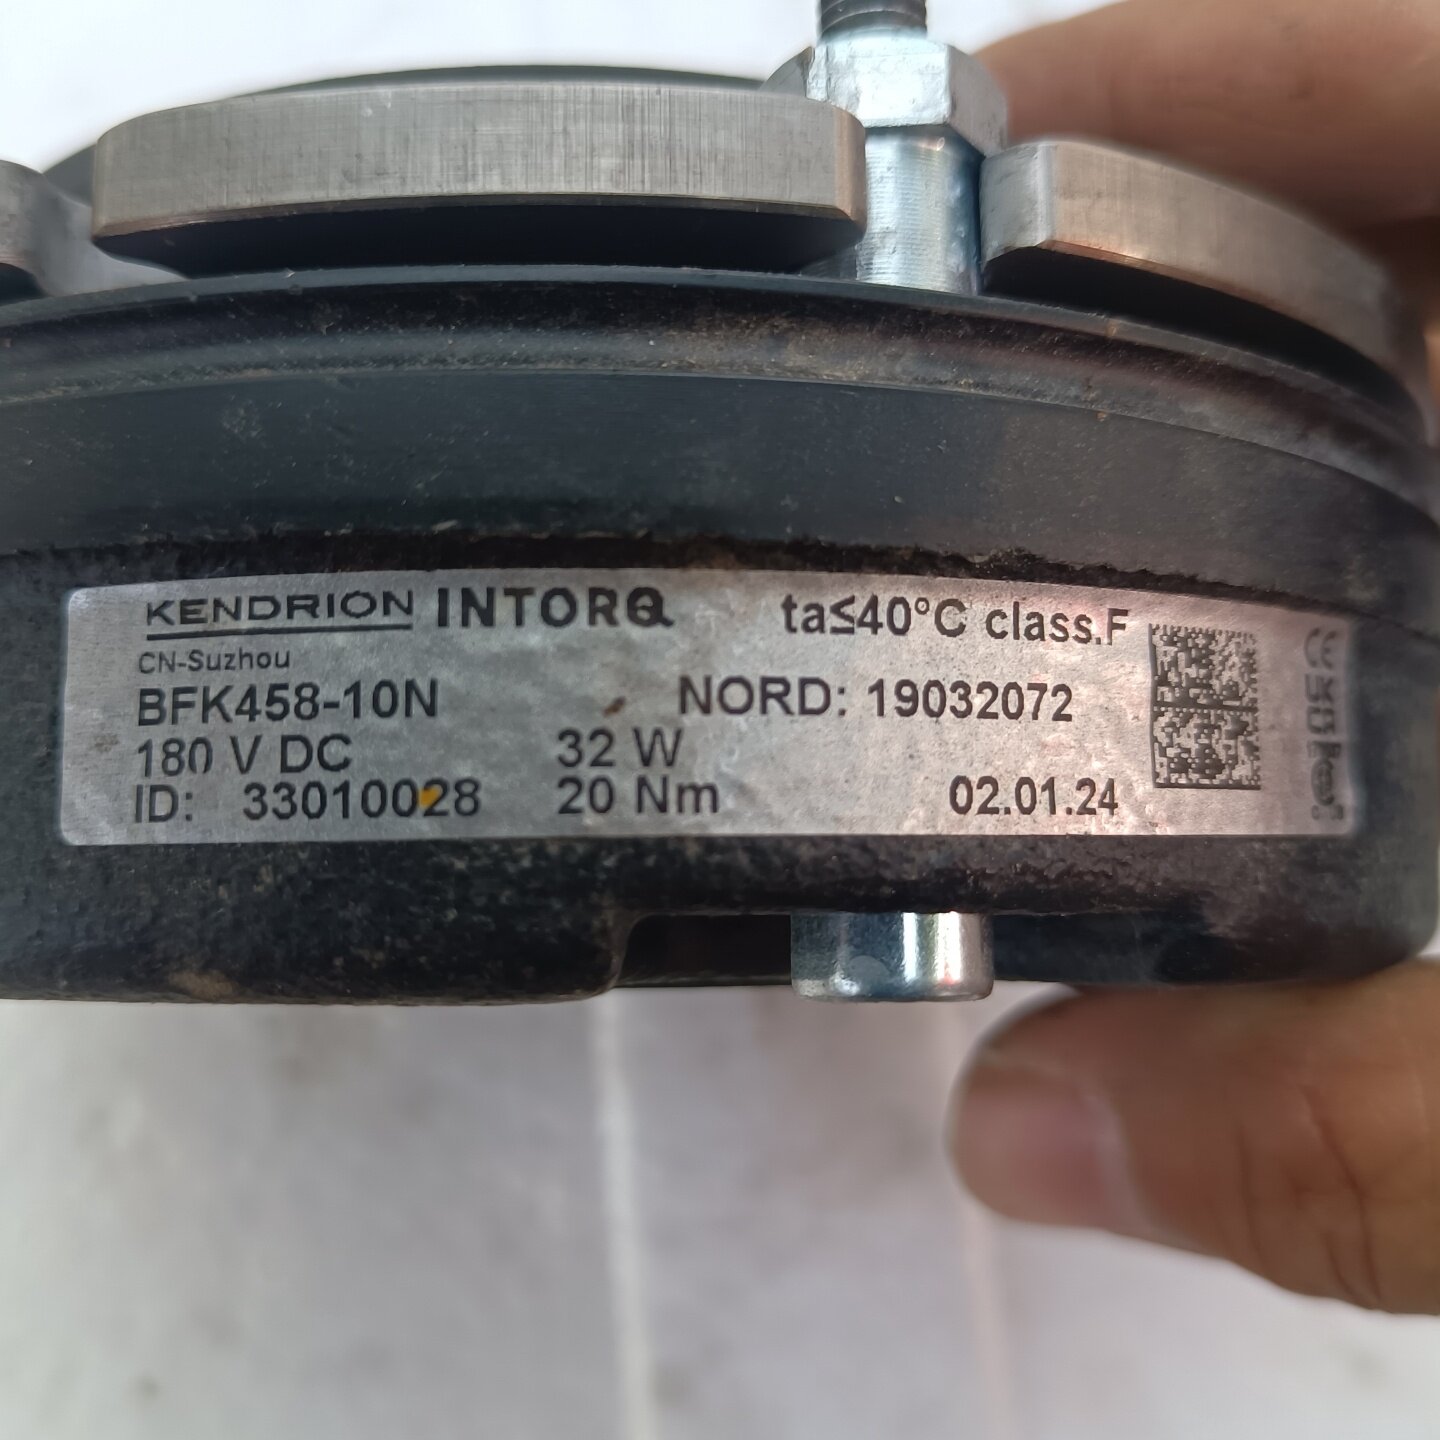 KENDRION INTORQ ta≤40°C class.F
CN-Suzhou
BFK458-10N NORD: 19032072
180 V DC 32 W
ID: 33010028 20 Nm 02.01.24